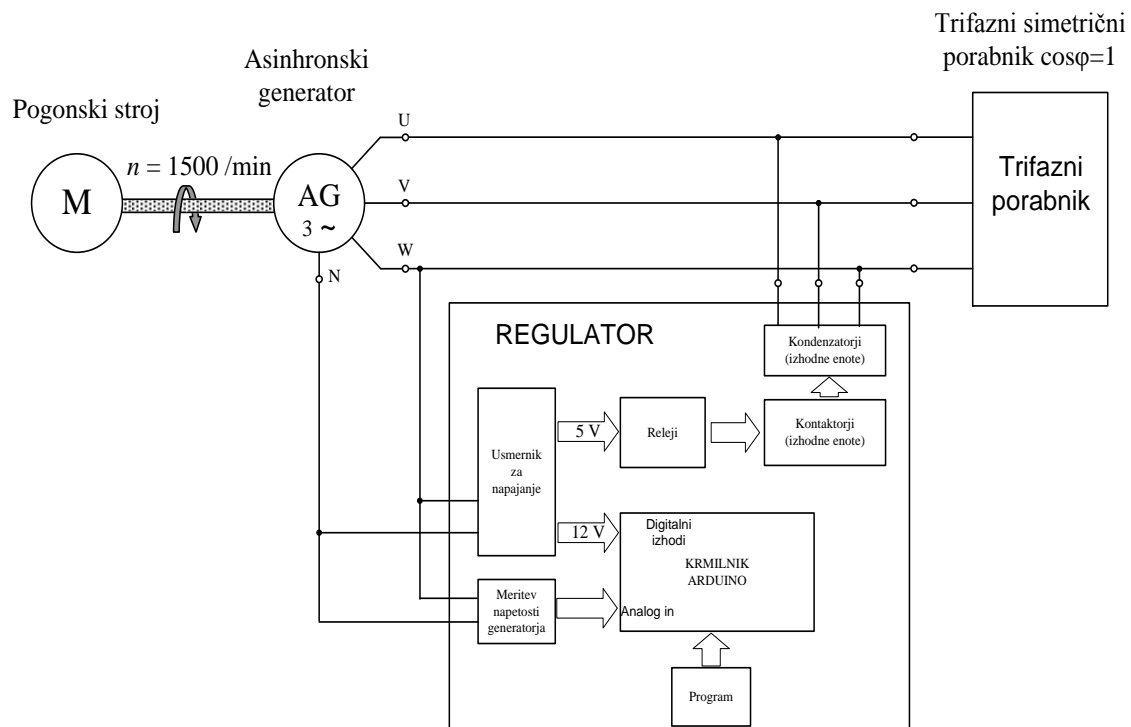 Trifazni simetrični
porabnik cosφ=1
Asinhronski
generator
Pogonski stroj
n = 1500 /min
M
AG
3 ~
U
V
W
N
Trifazni
porabnik
REGULATOR
Kondenzatorji
(izhodne enote)
Kontaktorji
(izhodne enote)
5 V
Releji
Usmernik
za
napajanje
12 V
Digitalni
izhodi
KRMILNIK
ARDUINO
Meritev
napetosti
generatorja
Analog in
Program